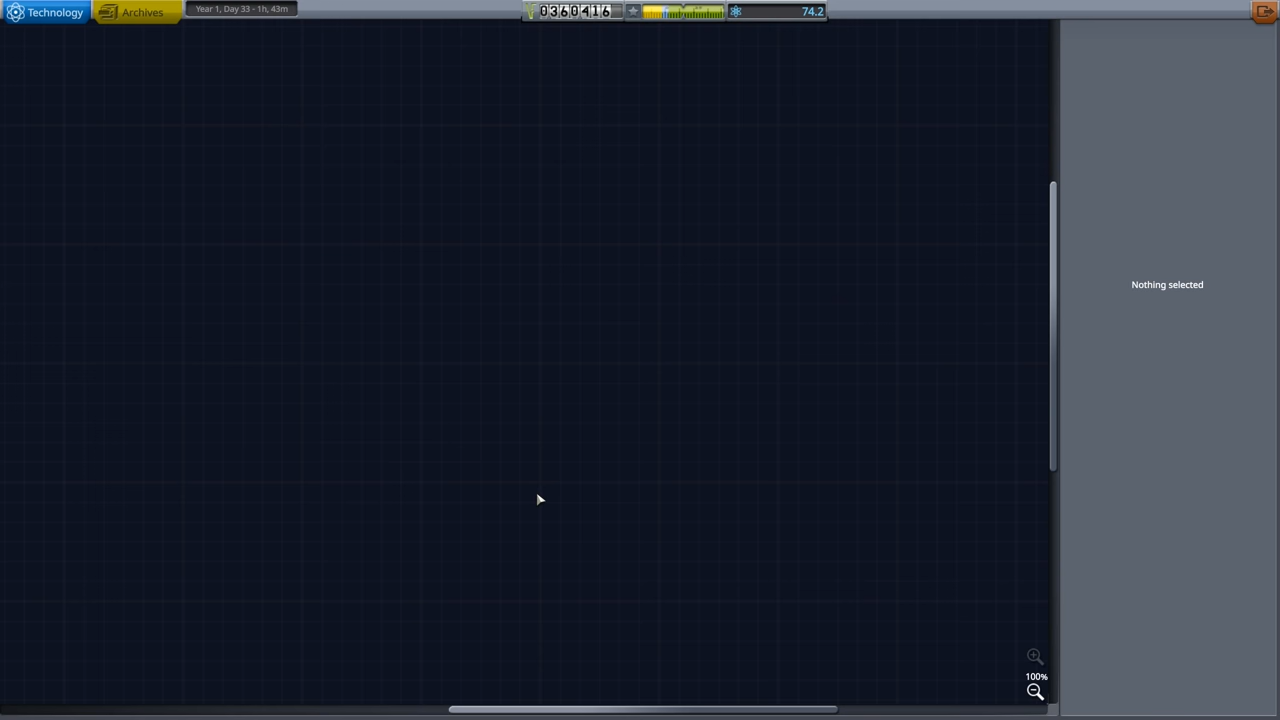 Technology
Archives
Year 1, Day 33 - 1h, 43m
0360416
74.2
Nothing selected
100%